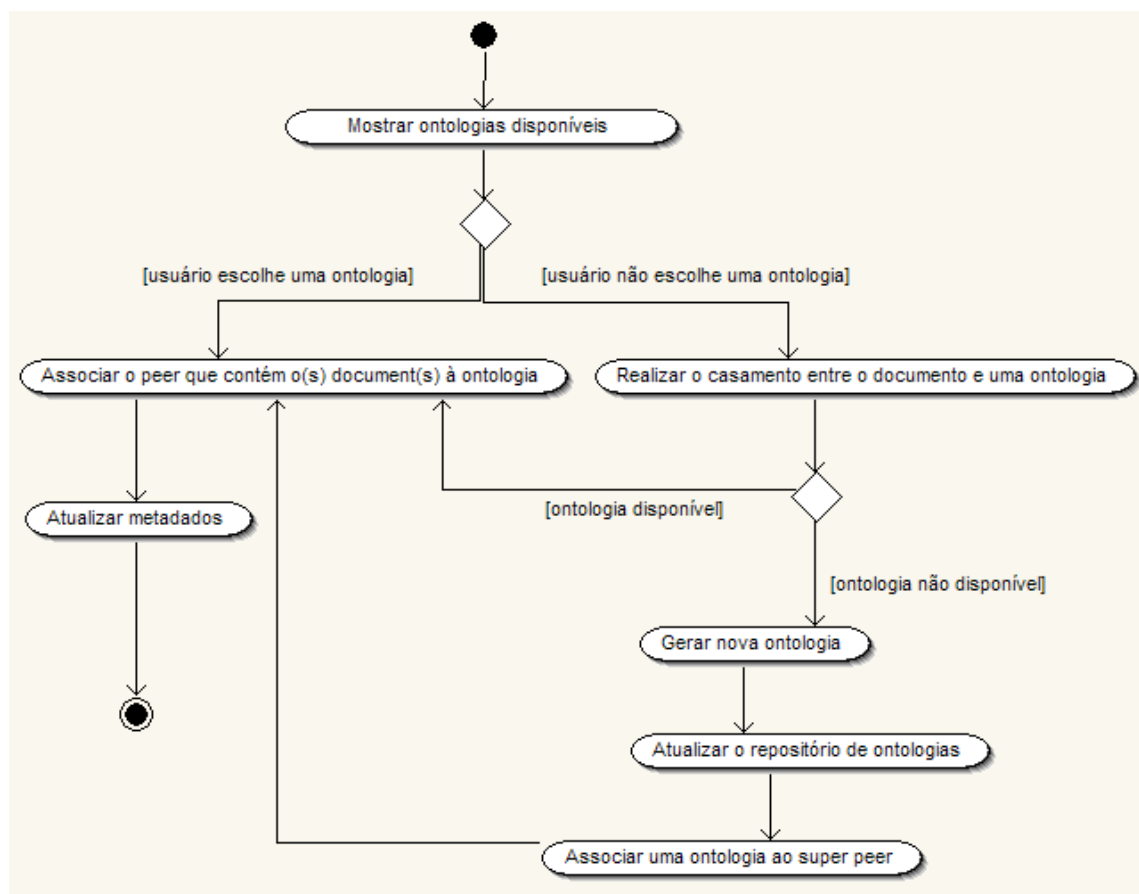 Mostrar ontologias disponíveis
[usuário escolhe uma ontologia]
[usuário não escolhe uma ontologia]
Associar o peer que contém o(s) document(s) à ontologia
Realizar o casamento entre o documento e uma ontologia
[ontologia disponível]
Atualizar metadados
[ontologia não disponível]
Gerar nova ontologia
Atualizar o repositório de ontologias
Associar uma ontologia ao super peer